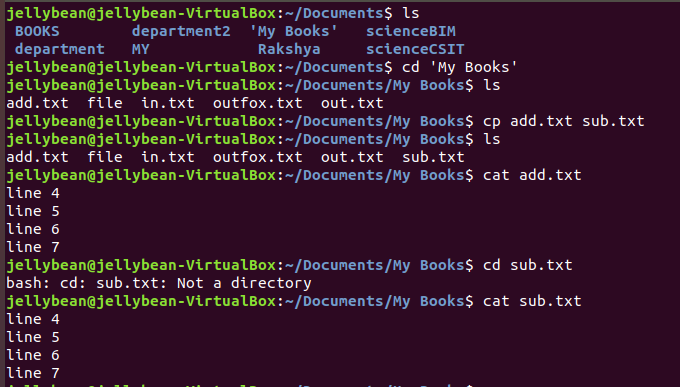 jellybean@jellybean-VirtualBox:~/Documents$ ls
BOOKS department2 'My Books' scienceBIM
department MY Rakshya scienceCSIT
jellybean@jellybean-VirtualBox:~/Documents$ cd 'My Books'
jellybean@jellybean-VirtualBox:~/Documents/My Books$ ls
add.txt file in.txt outfox.txt out.txt
jellybean@jellybean-VirtualBox:~/Documents/My Books$ cp add.txt sub.txt
jellybean@jellybean-VirtualBox:~/Documents/My Books$ ls
add.txt file in.txt outfox.txt out.txt sub.txt
jellybean@jellybean-VirtualBox:~/Documents/My Books$ cat add.txt
line 4
line 5
line 6
line 7
jellybean@jellybean-VirtualBox:~/Documents/My Books$ cd sub.txt
bash: cd: sub.txt: Not a directory
jellybean@jellybean-VirtualBox:~/Documents/My Books$ cat sub.txt
line 4
line 5
line 6
line 7